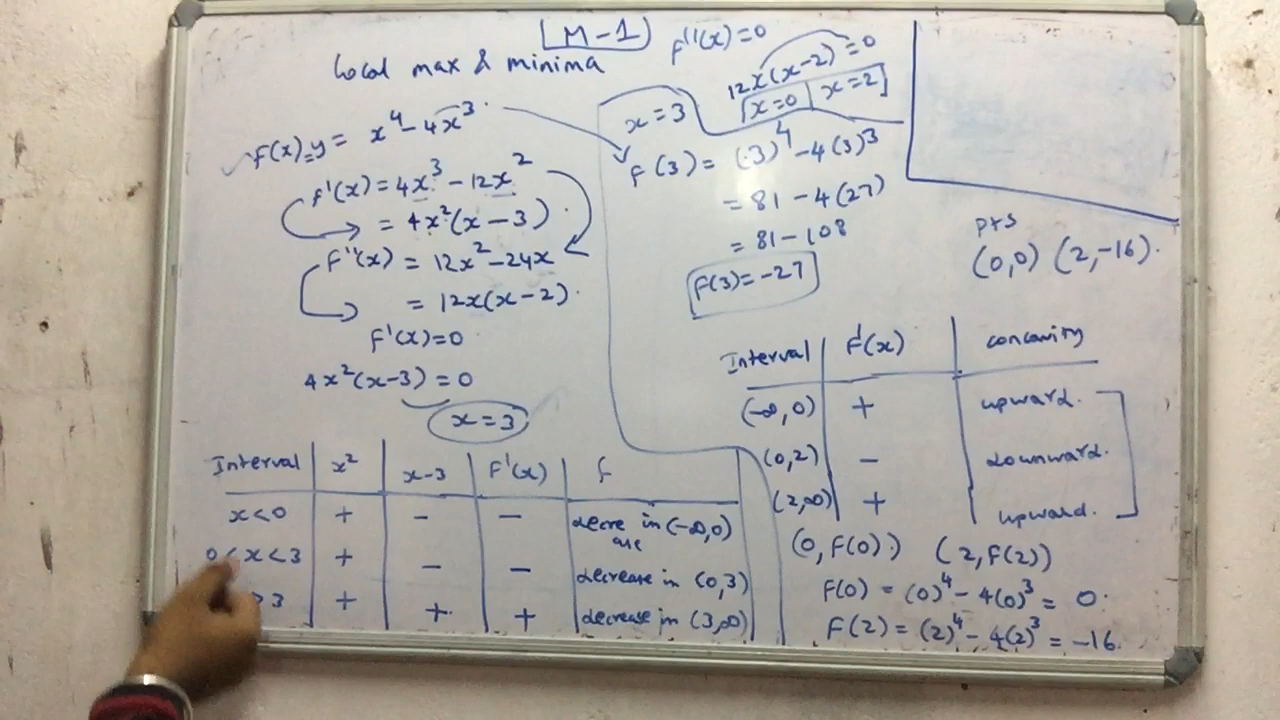 M-1
Local max & minima
f(x)=y = x⁴-4x³
f'(x) = 4x³-12x²
= 4x²(x-3)
f''(x) = 12x²-24x
= 12x(x-2)
f'(x)=0
4x²(x-3)=0
x=3
Interval x² x-3 F'(x) f
x<0 + - - decre in (-∞,0)
ase
0<x<3 + - - decrease in (0,3)
>3 + + + decrease in (3,∞)
F''(x)=0
12x(x-2)=0
x=0 x=2
x=3
f(3) = (3)⁴-4(3)³
= 81-4(27)
= 81-108
F(3)=-27
pts
(0,0) (2,-16).
Interval F'(x) concavity
(-∞,0) + upward.
(0,2) - downward.
(2,∞) + upward.
(0,F(0)) (2,F(2))
F(0) = (0)⁴-4(0)³ = 0.
F(2) = (2)⁴-4(2)³ = -16.